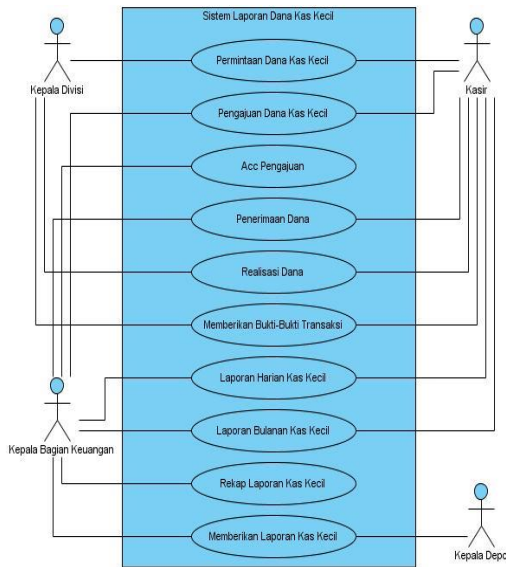 Sistem Laporan Dana Kas Kecil
Permintaan Dana Kas Kecil
Kepala Divisi
Kasir
Pengajuan Dana Kas Kecil
Acc Pengajuan
Penerimaan Dana
Realisasi Dana
Memberikan Bukti-Bukti Transaksi
Laporan Harian Kas Kecil
Laporan Bulanan Kas Kecil
Kepala Bagian Keuangan
Rekap Laporan Kas Kecil
Memberikan Laporan Kas Kecil
Kepala Depo